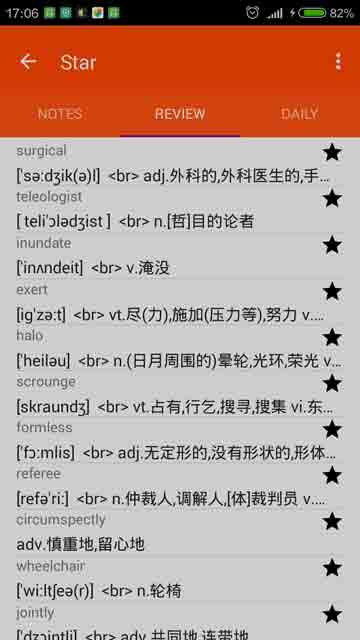 17:06
82%
Star
NOTES
REVIEW
DAILY
surgical
['sə:dʒik(ə)l] <br> adj.外科的,外科医生的,手...
teleologist
[ teli'ɔlədʒist ] <br> n.[哲]目的论者
inundate
['inʌndeit] <br> v.淹没
exert
[ig'zə:t] <br> vt.尽(力),施加(压力等),努力 v....
halo
['heiləu] <br> n.(日月周围的)晕轮,光环,荣光 v...
scrounge
[skraundʒ] <br> vt.占有,行乞,搜寻,搜集 vi.东...
formless
['fɔ:mlis] <br> adj.无定形的,没有形状的,形体...
referee
[refə'ri:] <br> n.仲裁人,调解人,[体]裁判员 v....
circumspectly
adv.慎重地,留心地
wheelchair
['wi:ltʃeə(r)] <br> n.轮椅
jointly
['dʒɔintli] <br> adv.共同地,连带地